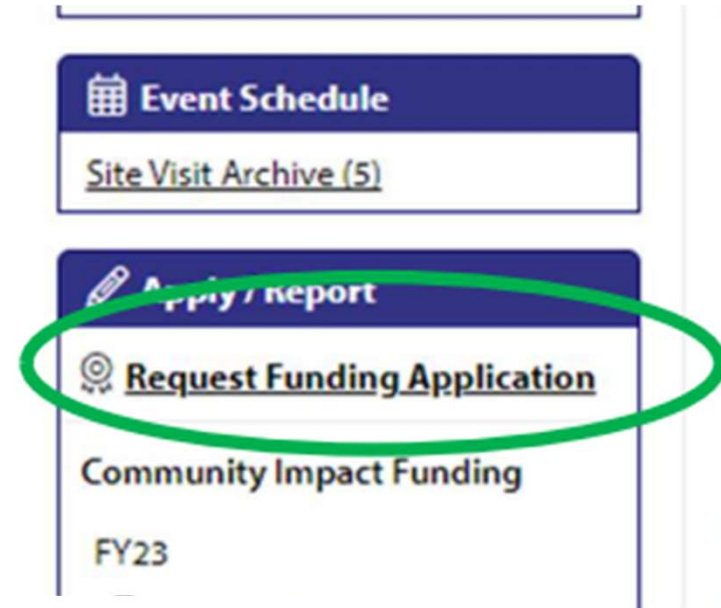 Event Schedule
Site Visit Archive (5)
Apply / Report
Request Funding Application
Community Impact Funding
FY23